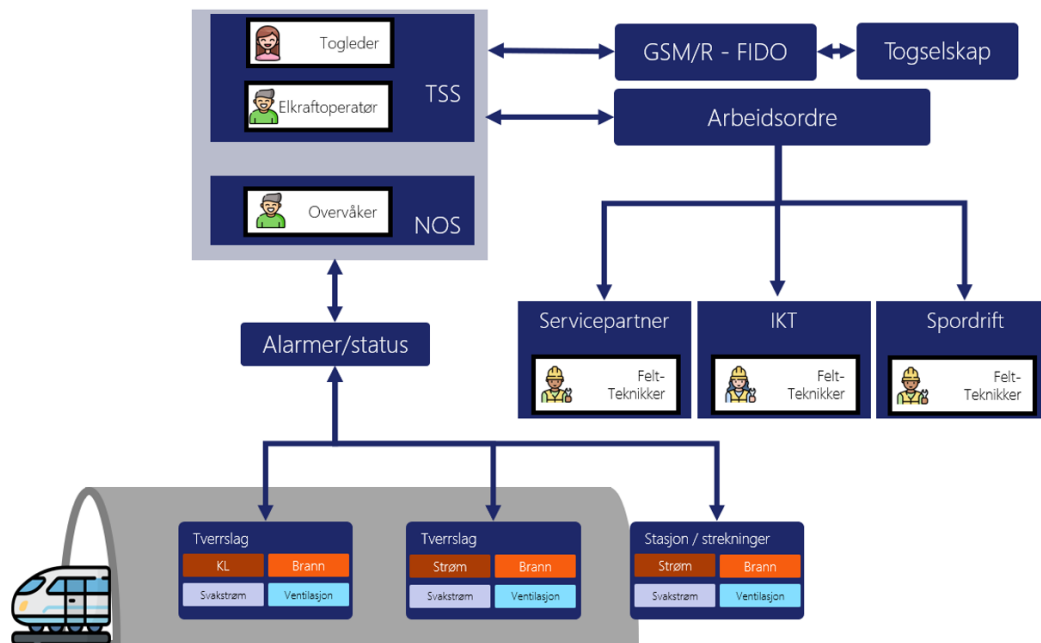 Togleder
TSS
Elkraftoperatør
GSM/R - FIDO
Togselskap
Arbeidsordre
Overvåker
NOS
Alarmer/status
Servicepartner
Felt-
Teknikker
IKT
Felt-
Teknikker
Spordrift
Felt-
Teknikker
Tverrslag
KL
Brann
Svakstrøm
Ventilasjon
Tverrslag
Strøm
Brann
Svakstrøm
Ventilasjon
Stasjon / strekninger
Strøm
Brann
Svakstrøm
Ventilasjon